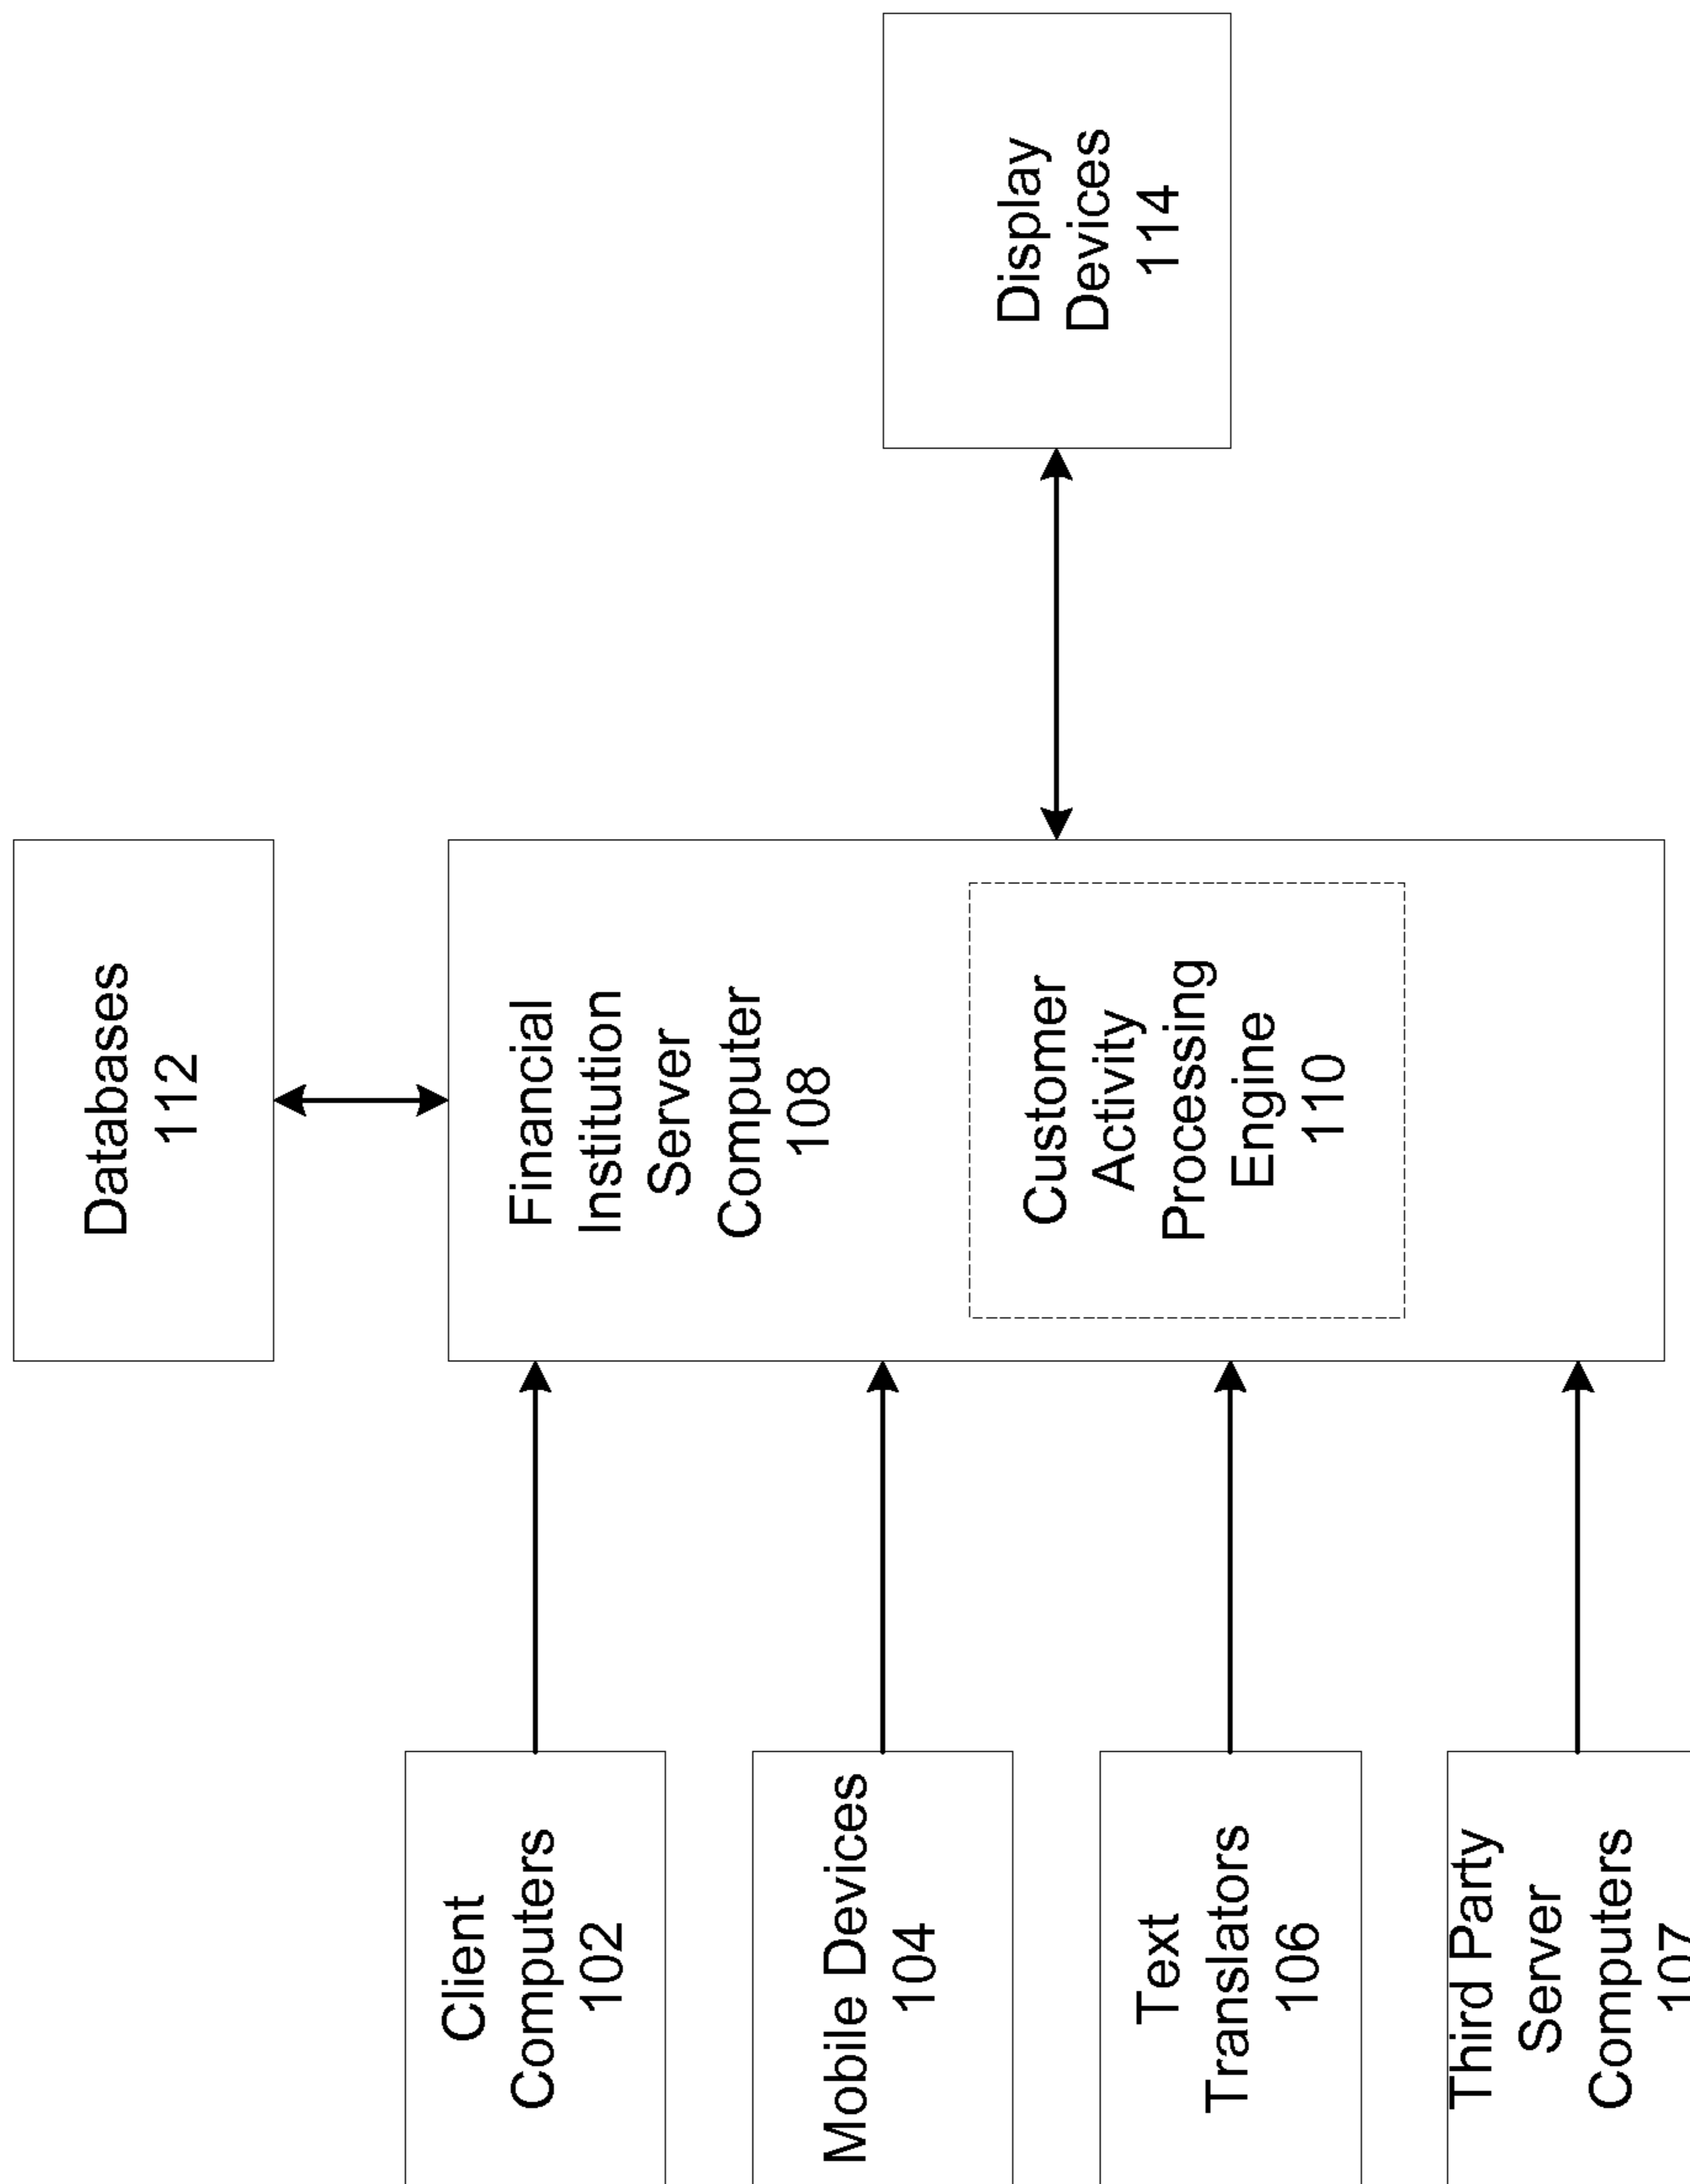 Databases
112
Client
Computers
102
Mobile Devices
104
Text
Translators
106
Third Party
Server
Computers
107
Financial
Institution
Server
Computer
108
Customer
Activity
Processing
Engine
110
Display
Devices
114